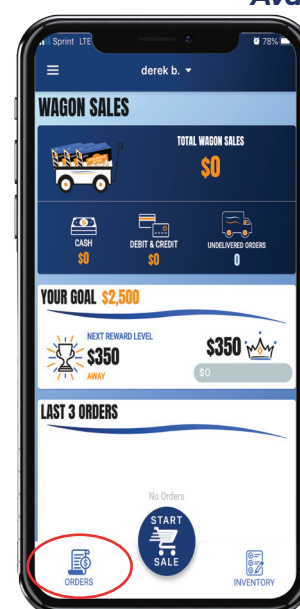 Sprint LTE 78%
derek b.
WAGON SALES
TOTAL WAGON SALES
$0
CASH DEBIT & CREDIT UNDELIVERED ORDERS
$0 $0 0
YOUR GOAL $2,500
NEXT REWARD LEVEL
$350
AWAY
$350
$0
LAST 3 ORDERS
No Orders
START
SALE
ORDERS
INVENTORY